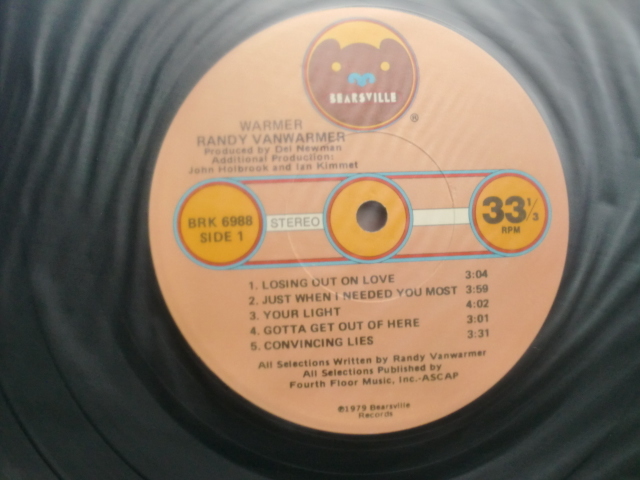 BEARSVILLE
®
WARMER
RANDY VANWARMER
Produced by Del Newman
Additional Production:
John Holbrook and Ian Kimmet
BRK 6988
SIDE 1
STEREO
33 1/3
RPM
1. LOSING OUT ON LOVE 3:04
2. JUST WHEN I NEEDED YOU MOST 3:59
3. YOUR LIGHT 4:02
4. GOTTA GET OUT OF HERE 3:01
5. CONVINCING LIES 3:31
All Selections Written by Randy Vanwarmer
All Selections Published by
Fourth Floor Music, Inc.-ASCAP
℗1979 Bearsville
Records